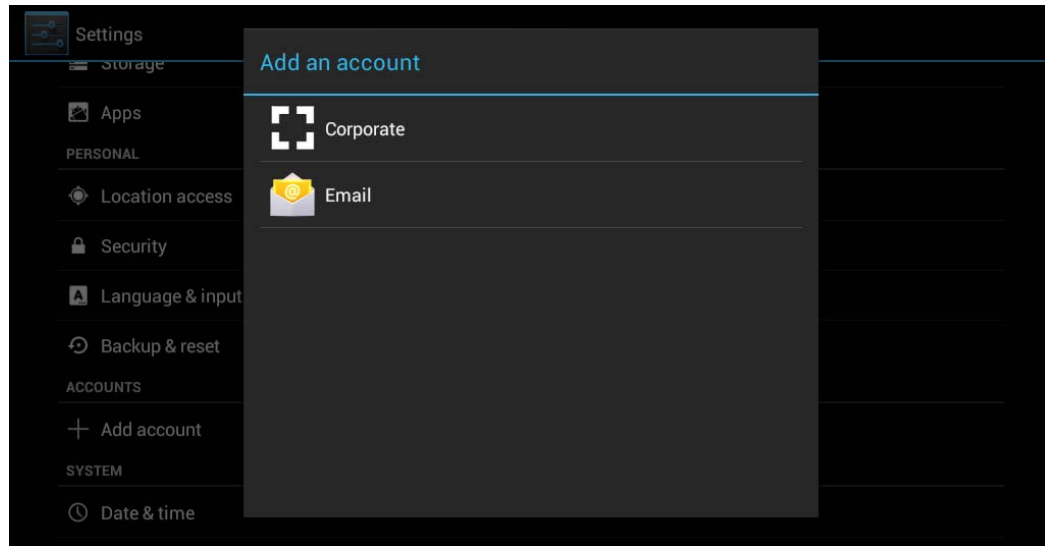 Settings
Storage
Apps
PERSONAL
Location access
Security
Language & input
Backup & reset
ACCOUNTS
Add account
SYSTEM
Date & time
Add an account
Corporate
@
Email